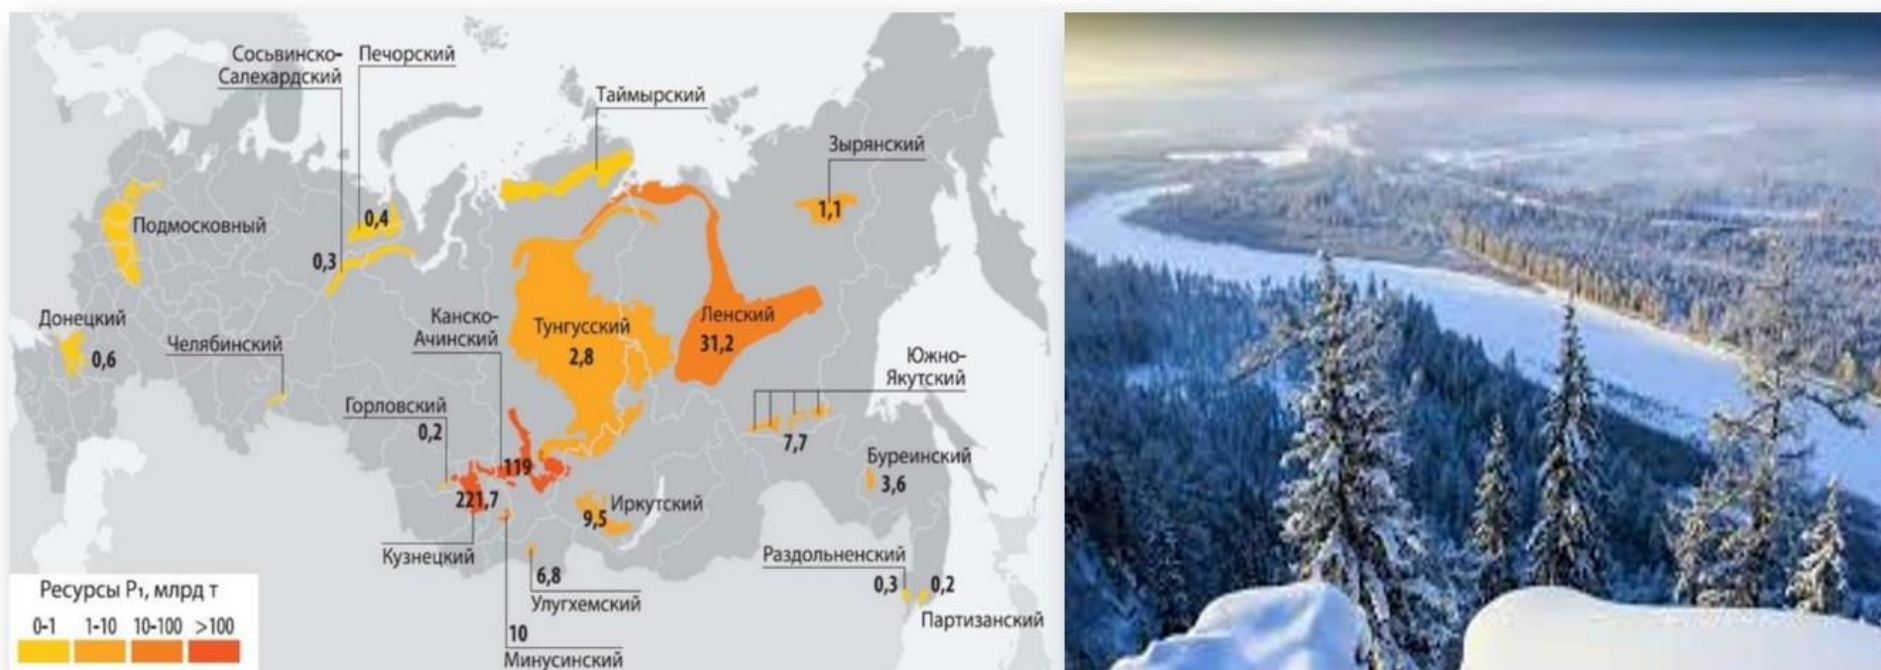 Сосьвинско-
Салехардский
Печорский
Таймырский
Зырянский
1,1
0,4
Подмосковный
0,3
Донецкий
0,6
Челябинский
Канско-
Ачинский
Тунгусский
2,8
Ленский
31,2
Южно-
Якутский
7,7
Горловский
0,2
119
221,7
Буреинский
3,6
Иркутский
9,5
Кузнецкий
Раздольненский
0,3
0,2
Партизанский
6,8
Улугхемский
10
Минусинский
Ресурсы P₁, млрд т
0-1 1-10 10-100 >100